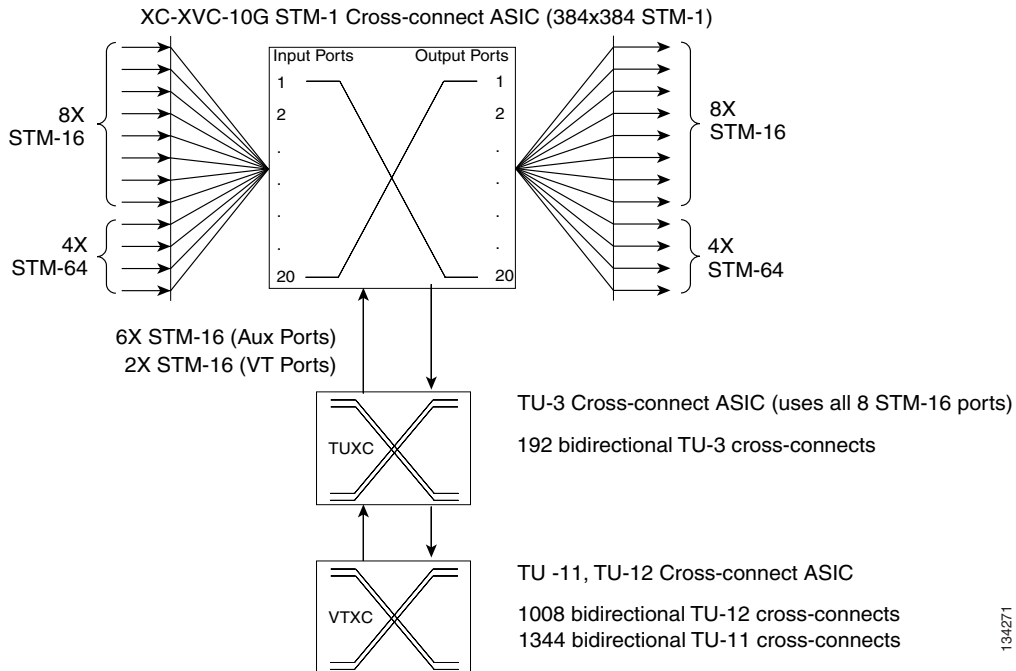 XC-XVC-10G STM-1 Cross-connect ASIC (384x384 STM-1)
Input Ports
Output Ports
1
1
2
2
.
.
.
.
.
.
.
.
20
20
8X
STM-16
8X
STM-16
4X
STM-64
4X
STM-64
6X STM-16 (Aux Ports)
2X STM-16 (VT Ports)
TUXC
TU-3 Cross-connect ASIC (uses all 8 STM-16 ports)
192 bidirectional TU-3 cross-connects
VTXC
TU -11, TU-12 Cross-connect ASIC
1008 bidirectional TU-12 cross-connects
1344 bidirectional TU-11 cross-connects
134271